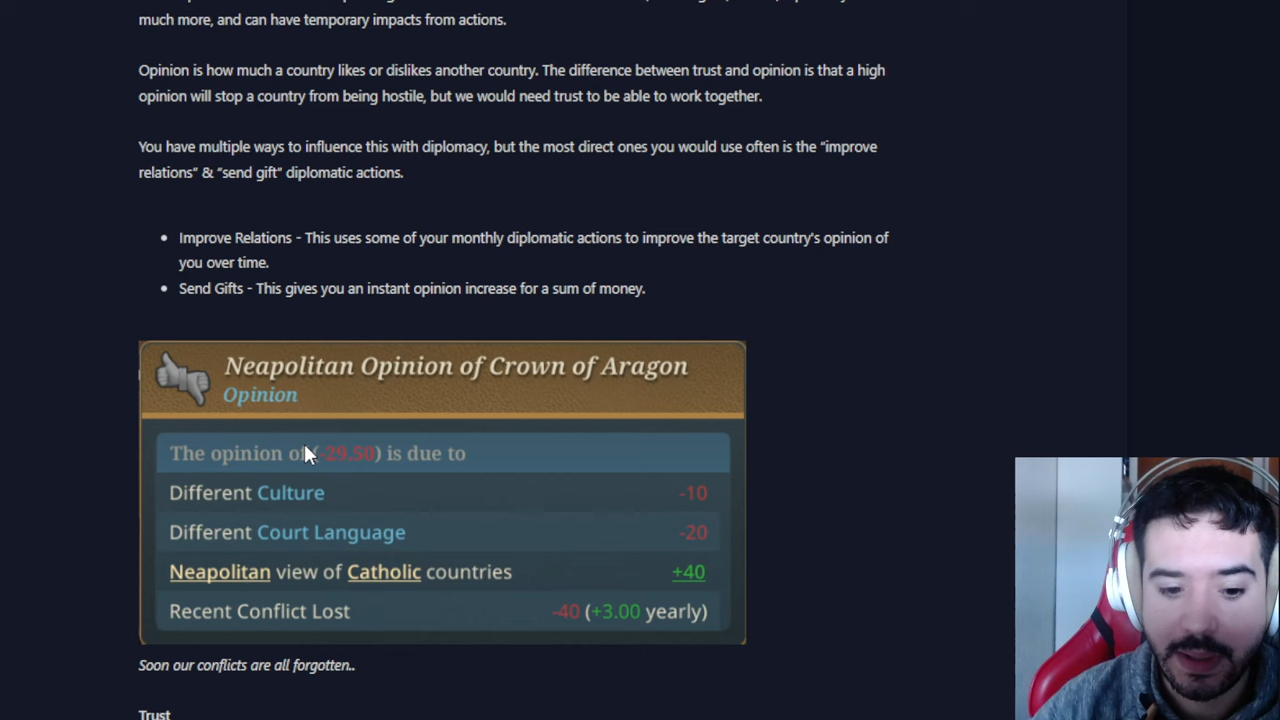 much more, and can have temporary impacts from actions.
Opinion is how much a country likes or dislikes another country. The difference between trust and opinion is that a high
opinion will stop a country from being hostile, but we would need trust to be able to work together.
You have multiple ways to influence this with diplomacy, but the most direct ones you would use often is the “improve
relations” & “send gift” diplomatic actions.
• Improve Relations - This uses some of your monthly diplomatic actions to improve the target country's opinion of
you over time.
• Send Gifts - This gives you an instant opinion increase for a sum of money.
Neapolitan Opinion of Crown of Aragon
Opinion
The opinion of (-29.50) is due to
Different Culture -10
Different Court Language -20
Neapolitan view of Catholic countries +40
Recent Conflict Lost -40 (+3.00 yearly)
Soon our conflicts are all forgotten..
Trust